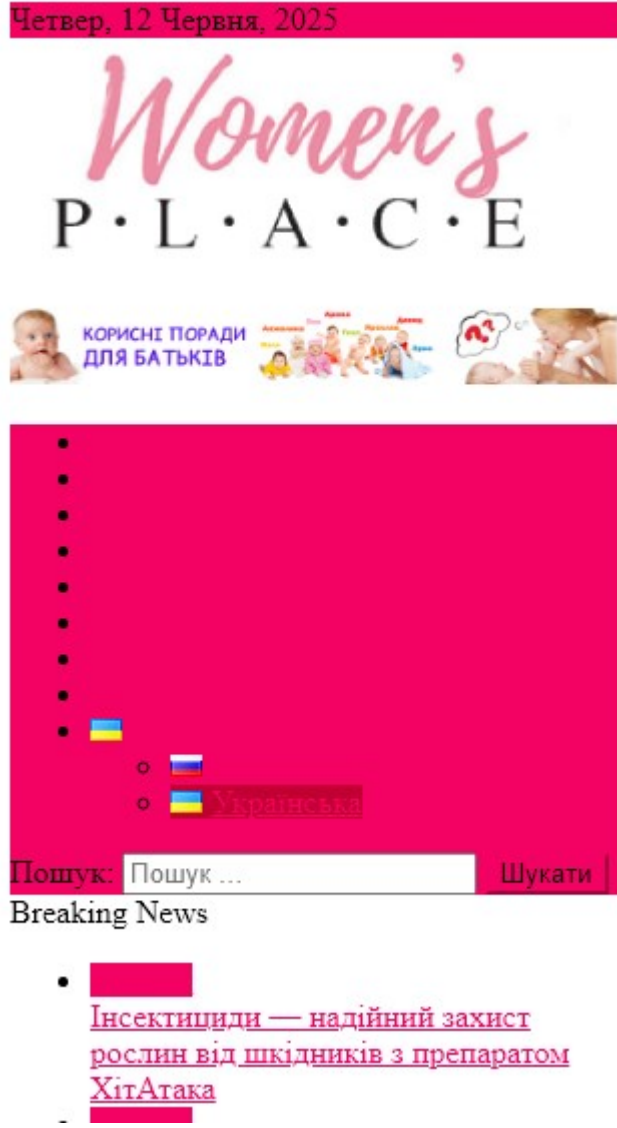 Четвер, 12 Червня, 2025
Women's
P·L·A·C·E
КОРИСНІ ПОРАДИ
ДЛЯ БАТЬКІВ
Українська
Пошук: Пошук … Шукати
Breaking News
Інсектициди — надійний захист
рослин від шкідників з препаратом
ХітАтака